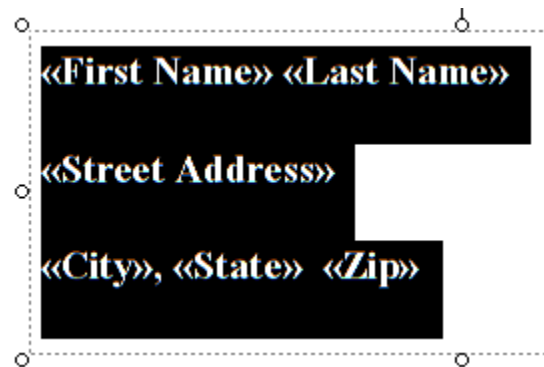 «First Name» «Last Name»
«Street Address»
«City», «State»  «Zip»